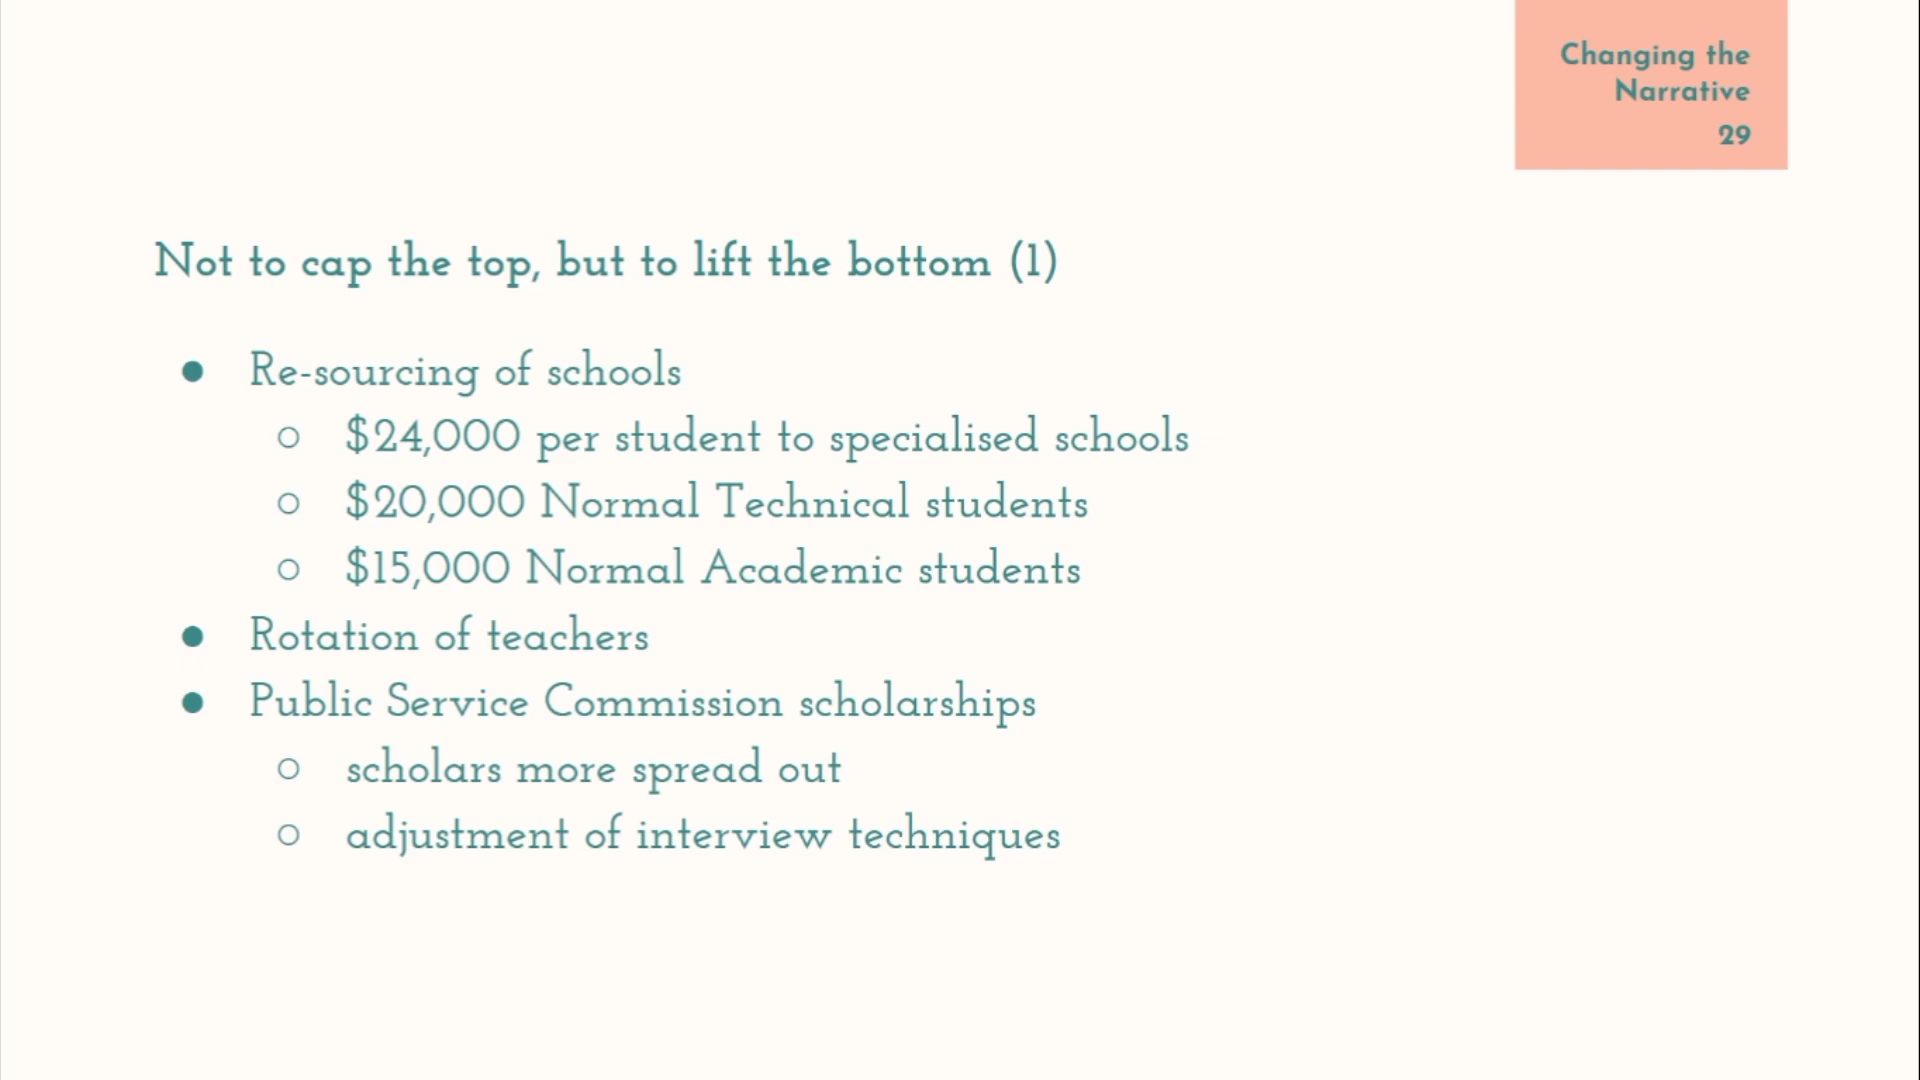 Changing the
Narrative
29
Not to cap the top, but to lift the bottom (1)
● Re-sourcing of schools
○ $24,000 per student to specialised schools
○ $20,000 Normal Technical students
○ $15,000 Normal Academic students
● Rotation of teachers
● Public Service Commission scholarships
○ scholars more spread out
○ adjustment of interview techniques